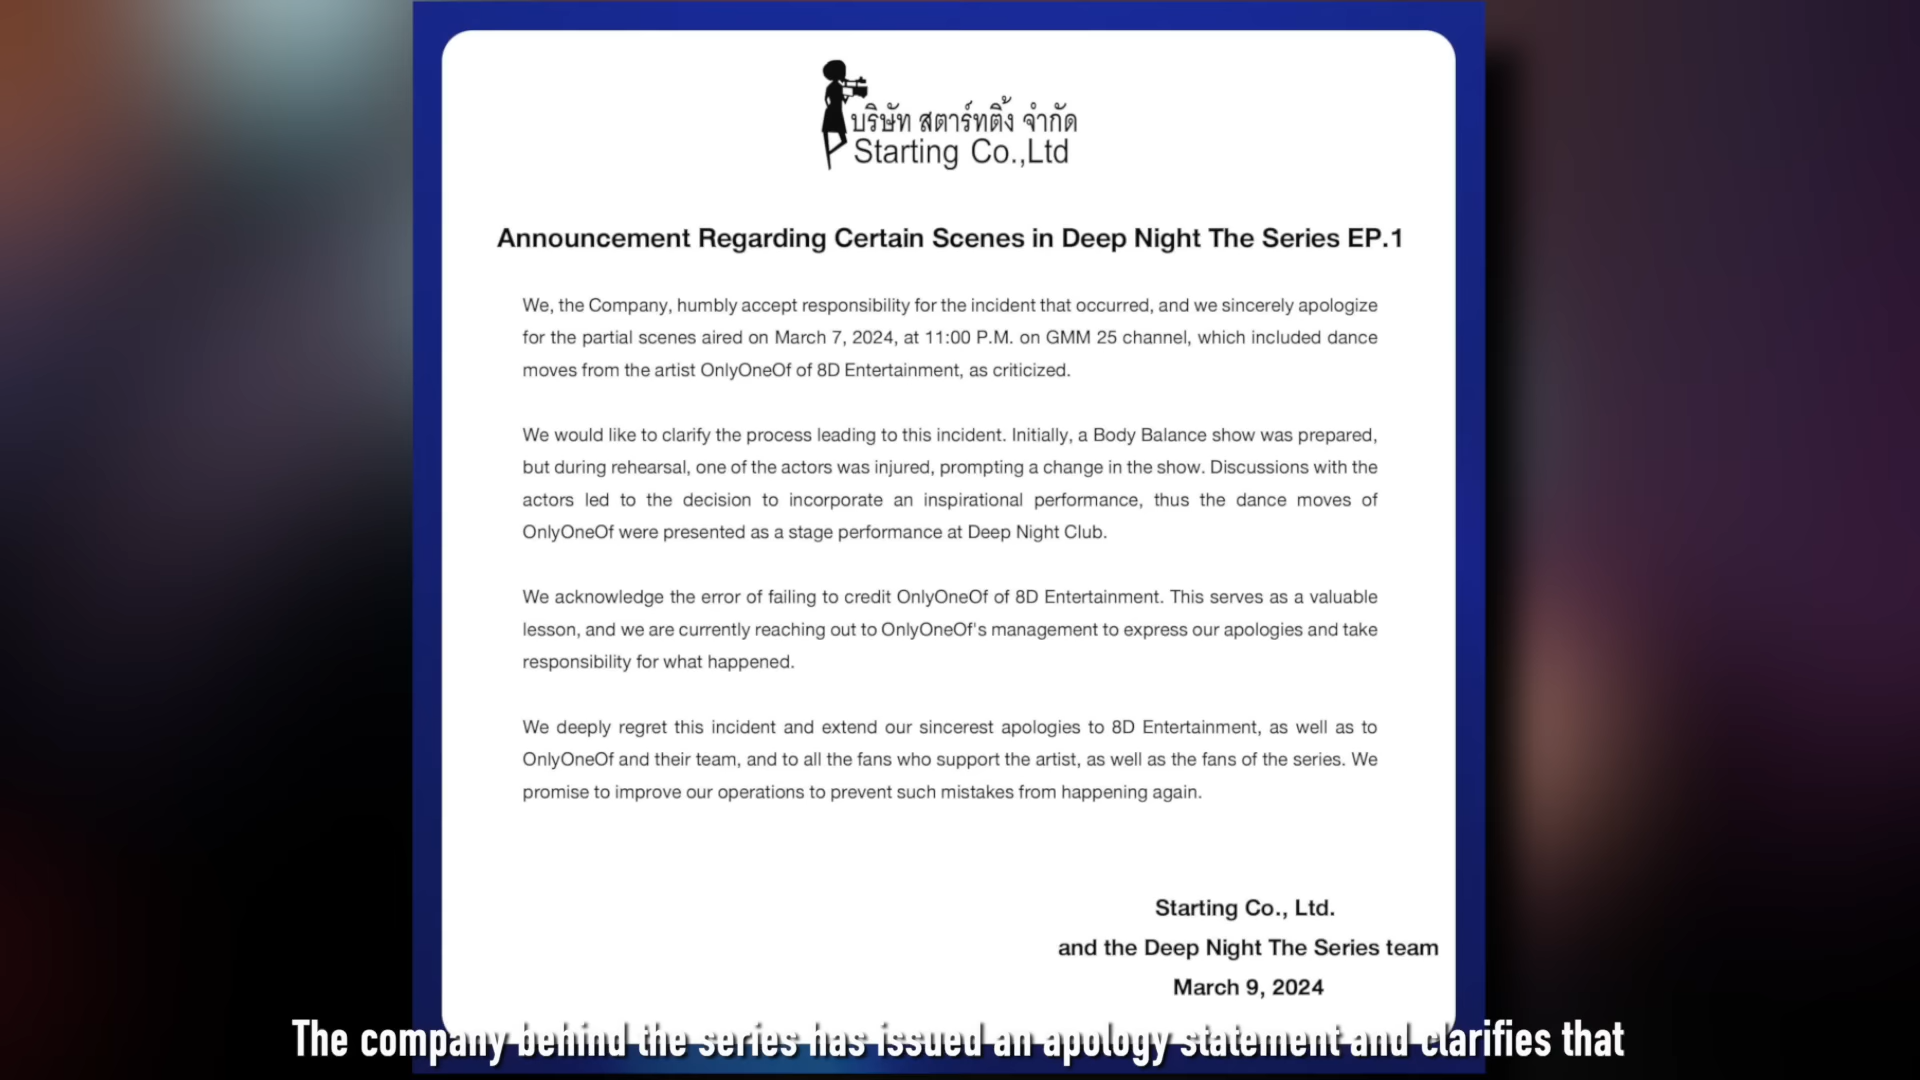 บริษัท สตาร์ทติ้ง จำกัด
Starting Co.,Ltd
Announcement Regarding Certain Scenes in Deep Night The Series EP.1
We, the Company, humbly accept responsibility for the incident that occurred, and we sincerely apologize
for the partial scenes aired on March 7, 2024, at 11:00 P.M. on GMM 25 channel, which included dance
moves from the artist OnlyOneOf of 8D Entertainment, as criticized.
We would like to clarify the process leading to this incident. Initially, a Body Balance show was prepared,
but during rehearsal, one of the actors was injured, prompting a change in the show. Discussions with the
actors led to the decision to incorporate an inspirational performance, thus the dance moves of
OnlyOneOf were presented as a stage performance at Deep Night Club.
We acknowledge the error of failing to credit OnlyOneOf of 8D Entertainment. This serves as a valuable
lesson, and we are currently reaching out to OnlyOneOf's management to express our apologies and take
responsibility for what happened.
We deeply regret this incident and extend our sincerest apologies to 8D Entertainment, as well as to
OnlyOneOf and their team, and to all the fans who support the artist, as well as the fans of the series. We
promise to improve our operations to prevent such mistakes from happening again.
Starting Co., Ltd.
and the Deep Night The Series team
March 9, 2024
The company behind the series has issued an apology statement and clarifies that